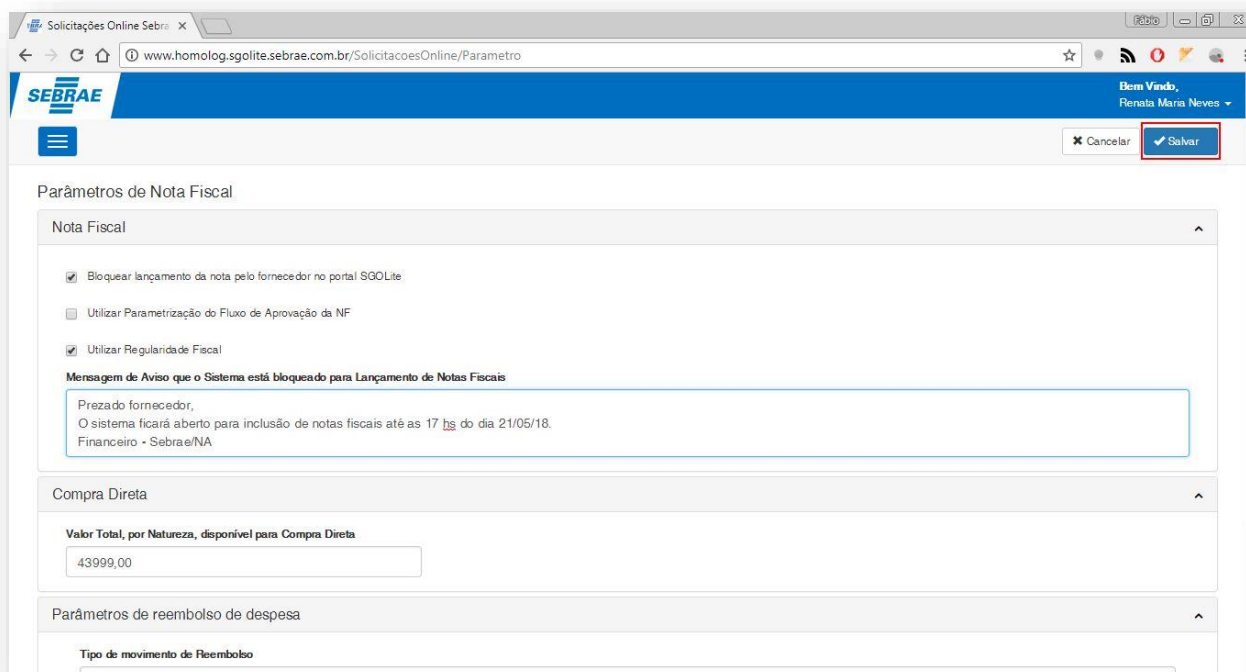 Solicitações Online Sebra
Fábio
www.homolog.sgolite.sebrae.com.br/SolicitacoesOnline/Parametro
SEBRAE
Bem Vindo,
Renata Maria Neves
Cancelar
Salvar
Parâmetros de Nota Fiscal
Nota Fiscal
Bloquear lançamento da nota pelo fornecedor no portal SGOLite
Utilizar Parametrização do Fluxo de Aprovação da NF
Utilizar Regularidade Fiscal
Mensagem de Aviso que o Sistema está bloqueado para Lançamento de Notas Fiscais
Prezado fornecedor,
O sistema ficará aberto para inclusão de notas fiscais até as 17 hs do dia 21/05/18.
Financeiro - Sebrae/NA
Compra Direta
Valor Total, por Natureza, disponível para Compra Direta
43999,00
Parâmetros de reembolso de despesa
Tipo de movimento de Reembolso